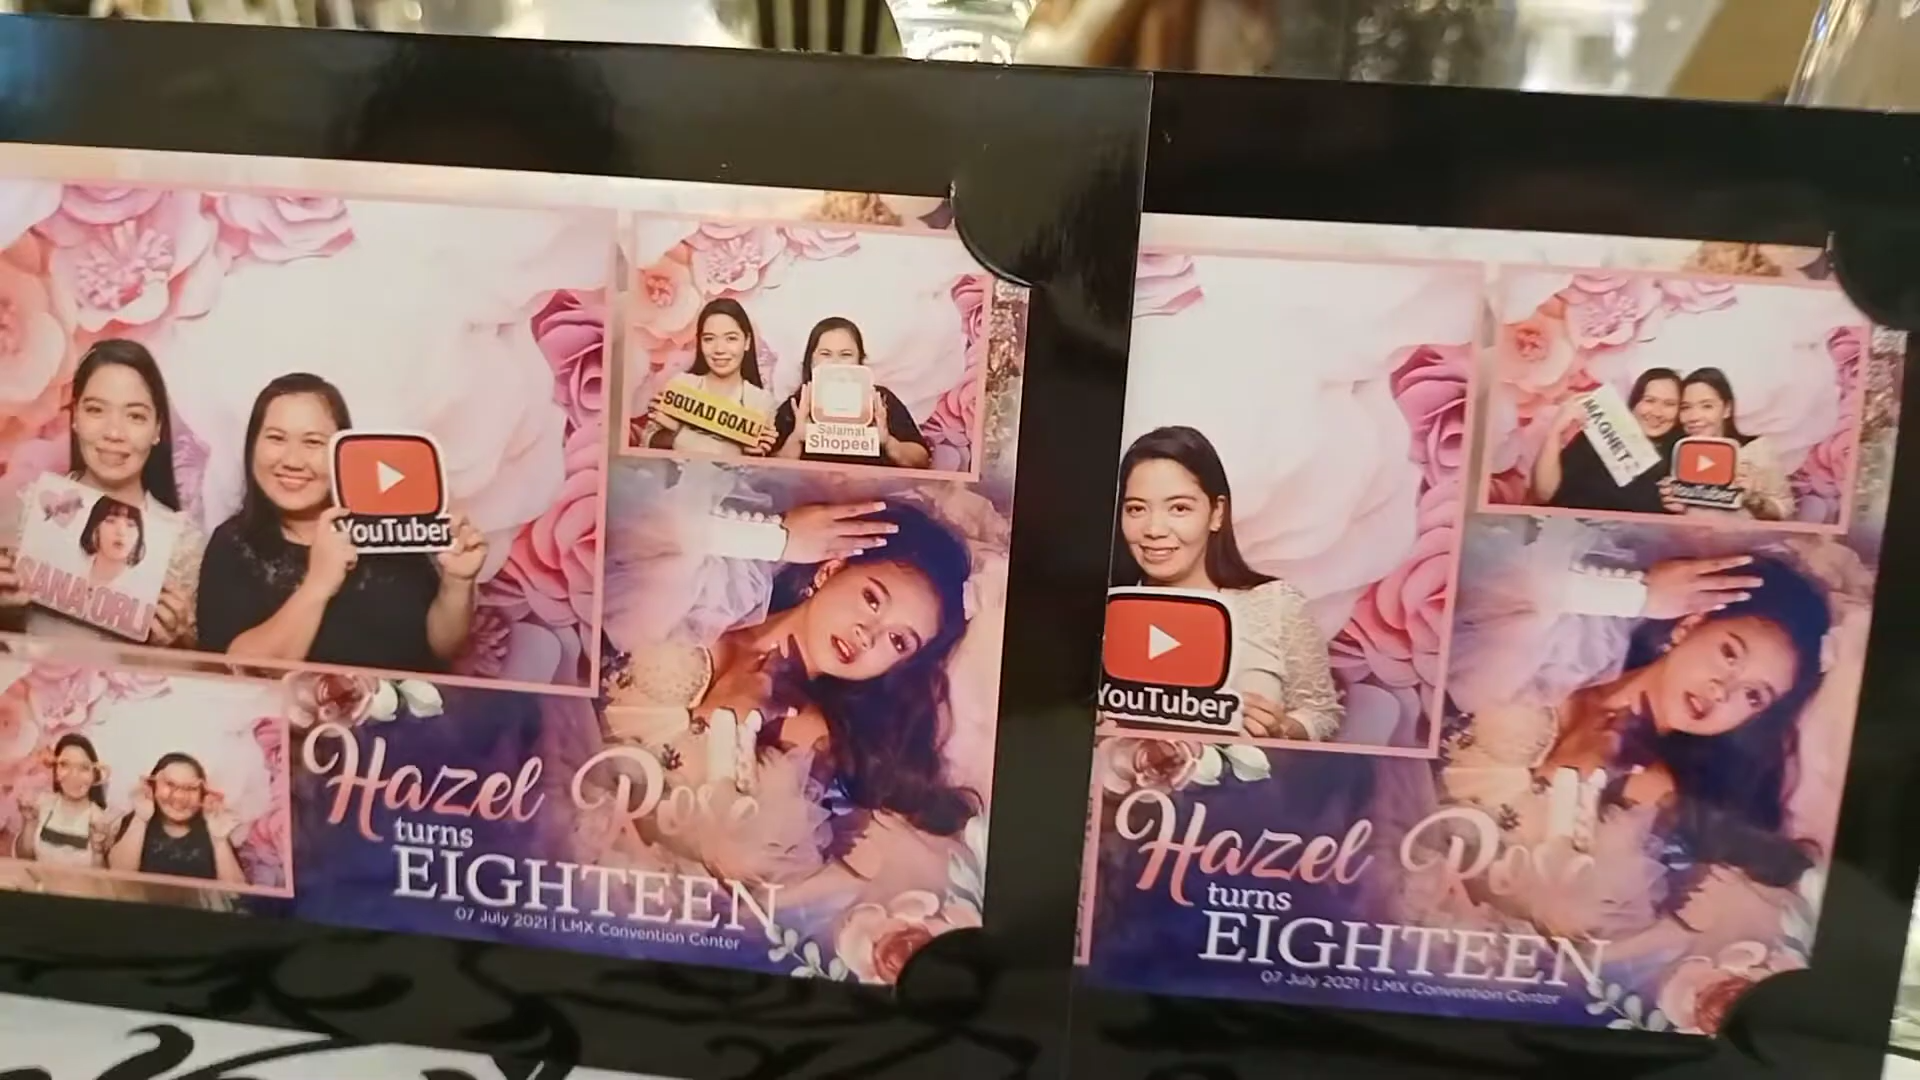 SANA ORL!
YouTuber
SQUAD GOAL!
Salamat
Shopee!
Hazel Rose
turns
EIGHTEEN
07 July 2021 | LMX Convention Center
YouTuber
MAGNET
YouTuber
Hazel Rose
turns
EIGHTEEN
07 July 2021 | LMX Convention Center